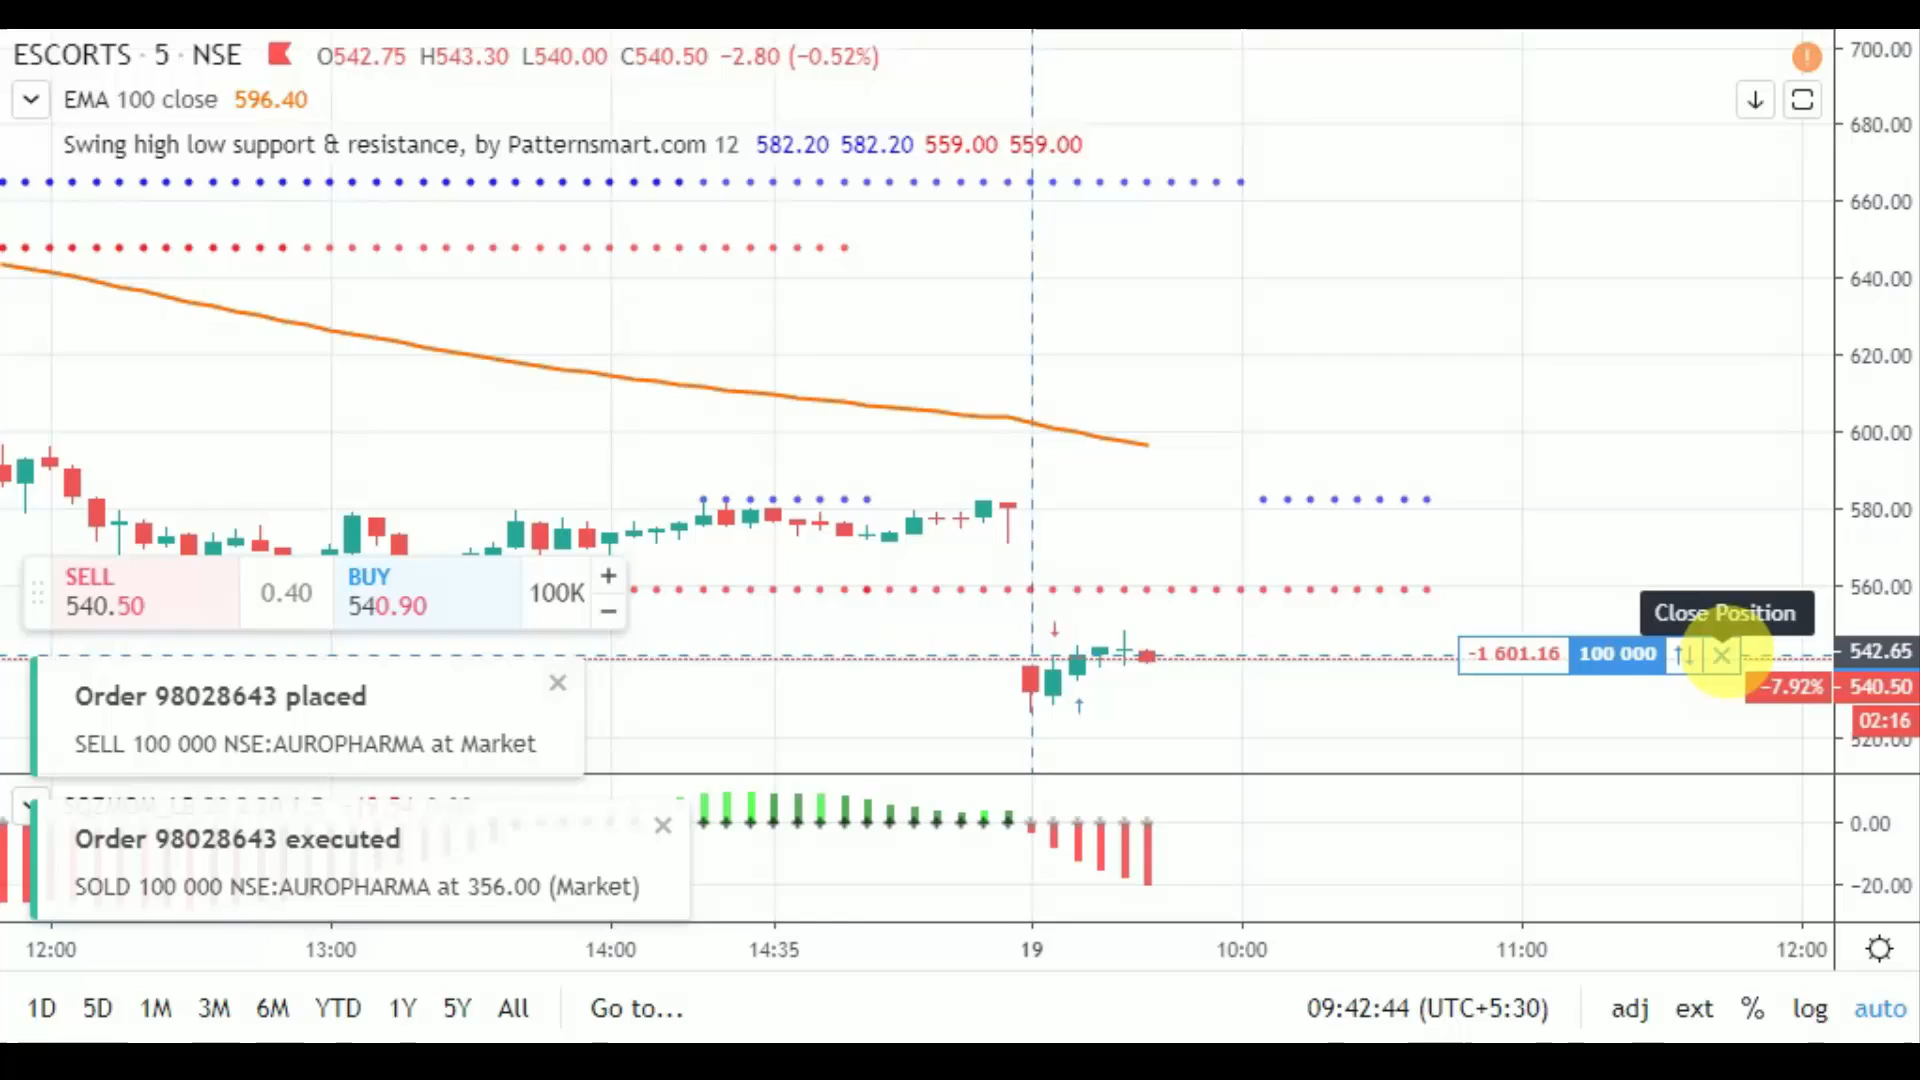 ESCORTS · 5 · NSE O542.75 H543.30 L540.00 C540.50 −2.80 (−0.52%)
EMA 100 close 596.40
Swing high low support & resistance, by Patternsmart.com 12 582.20 582.20 559.00 559.00
700.00
680.00
660.00
640.00
620.00
600.00
580.00
560.00
SELL
540.50
0.40
BUY
540.90
100K
+
−
Close Position
-1 601.16 100 000
542.65
−7.92% 540.50
02:16
520.00
Order 98028643 placed
SELL 100 000 NSE:AUROPHARMA at Market
Order 98028643 executed
SOLD 100 000 NSE:AUROPHARMA at 356.00 (Market)
0.00
−20.00
12:00 13:00 14:00 14:35 19 10:00 11:00 12:00
1D 5D 1M 3M 6M YTD 1Y 5Y All Go to... 09:42:44 (UTC+5:30) adj ext % log auto